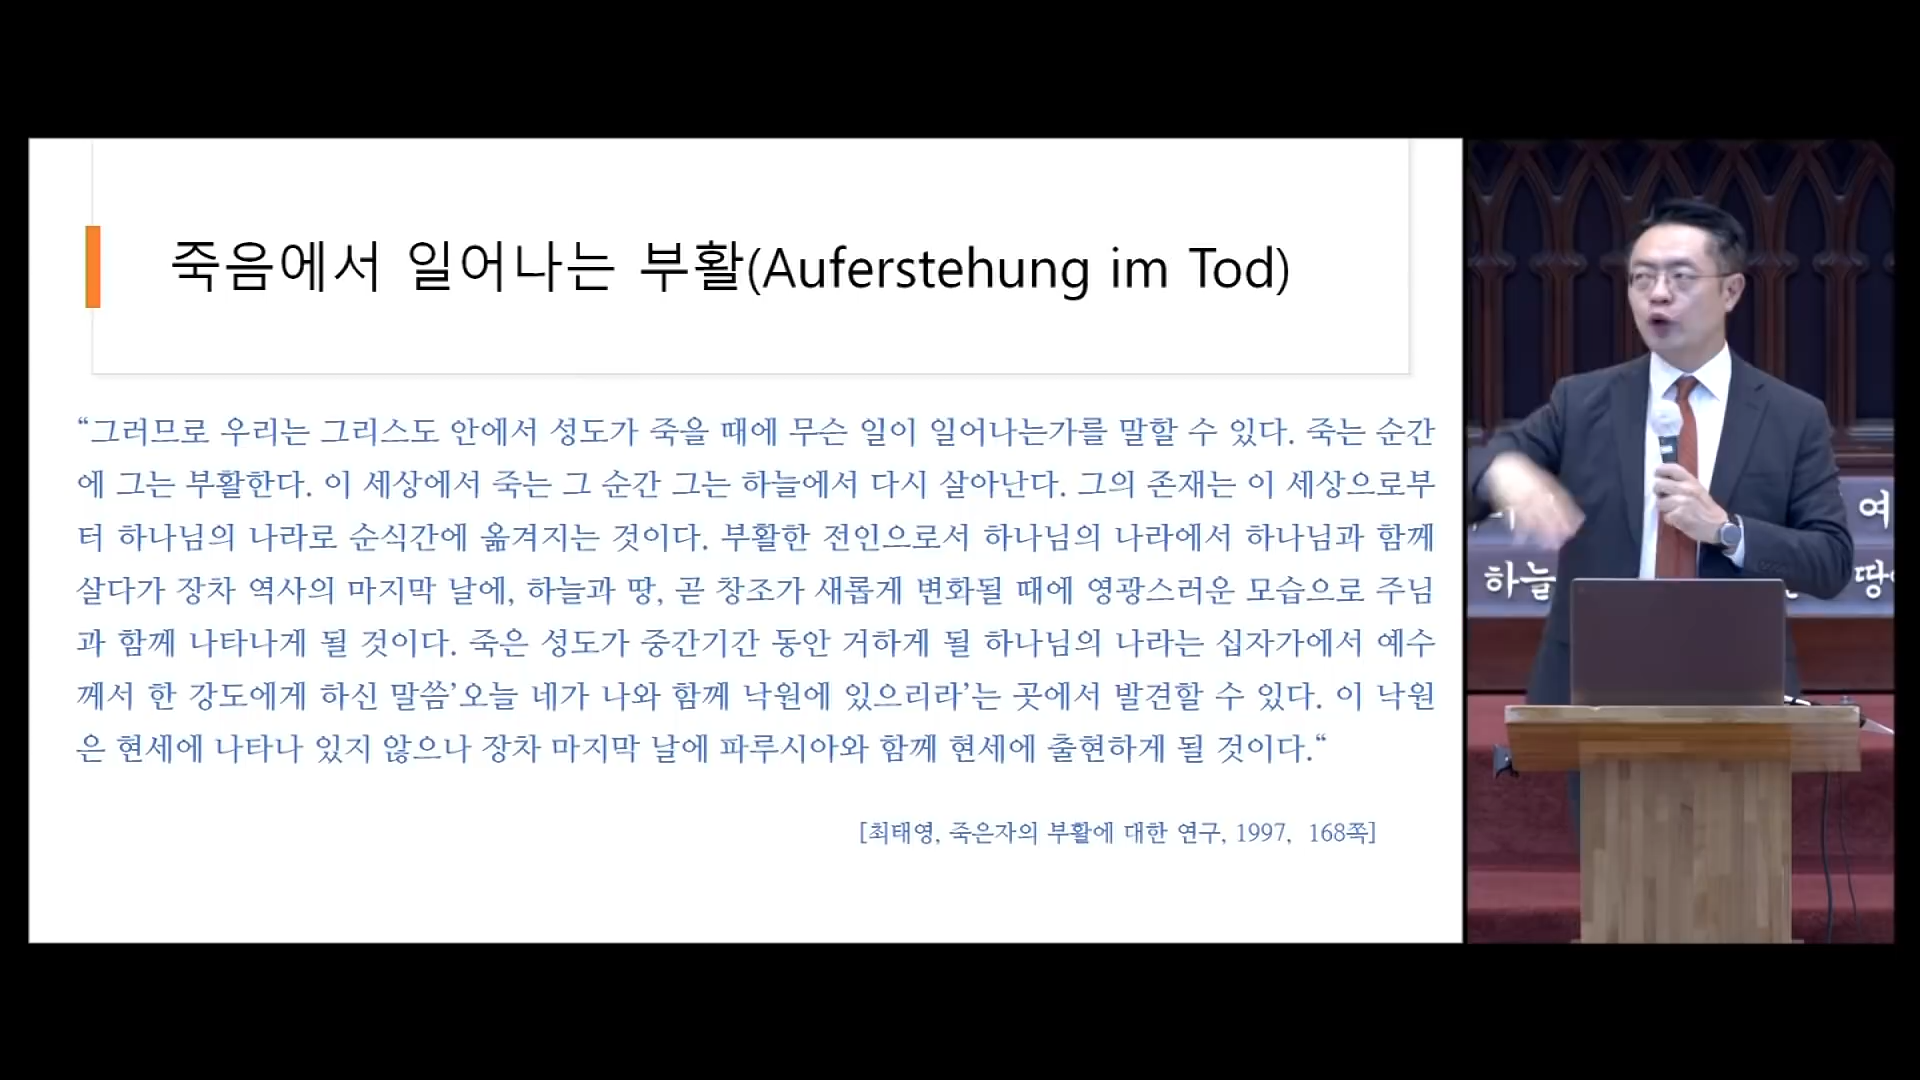 죽음에서 일어나는 부활(Auferstehung im Tod)
“그러므로 우리는 그리스도 안에서 성도가 죽을 때에 무슨 일이 일어나는가를 말할 수 있다. 죽는 순간
에 그는 부활한다. 이 세상에서 죽는 그 순간 그는 하늘에서 다시 살아난다. 그의 존재는 이 세상으로부
터 하나님의 나라로 순식간에 옮겨지는 것이다. 부활한 전인으로서 하나님의 나라에서 하나님과 함께
살다가 장차 역사의 마지막 날에, 하늘과 땅, 곧 창조가 새롭게 변화될 때에 영광스러운 모습으로 주님
과 함께 나타나게 될 것이다. 죽은 성도가 중간기간 동안 거하게 될 하나님의 나라는 십자가에서 예수
께서 한 강도에게 하신 말씀’오늘 네가 나와 함께 낙원에 있으리라’는 곳에서 발견할 수 있다. 이 낙원
은 현세에 나타나 있지 않으나 장차 마지막 날에 파루시아와 함께 현세에 출현하게 될 것이다.“
[최태영, 죽은자의 부활에 대한 연구, 1997, 168쪽]
여
하늘 땅